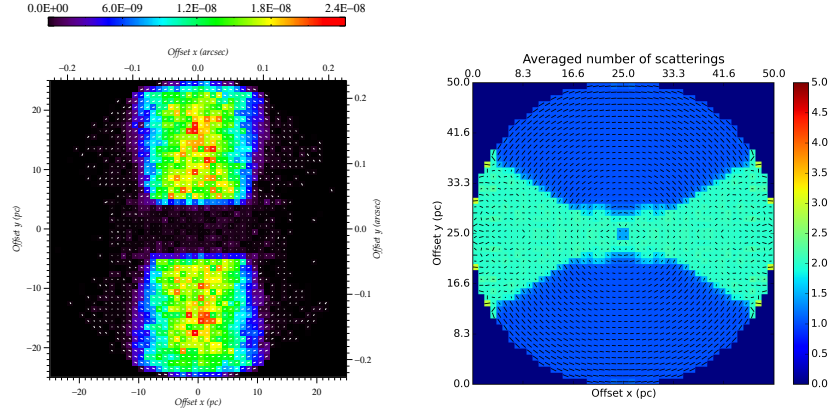 0.0E+00 6.0E−09 1.2E−08 1.8E−08 2.4E−08
Offset x (arcsec)
−0.2 −0.1 0.0 0.1 0.2
20 10 0 −10 −20
Offset y (pc)
0.2 0.1 0.0 −0.1 −0.2
Offset y (arcsec)
−20 −10 0 10 20
Offset x (pc)
Averaged number of scatterings
0.0 8.3 16.6 25.0 33.3 41.6 50.0
50.0 41.6 33.3 25.0 16.6 8.3 0.0
Offset y (pc)
Offset x (pc)
5.0 4.5 4.0 3.5 3.0 2.5 2.0 1.5 1.0 0.5 0.0